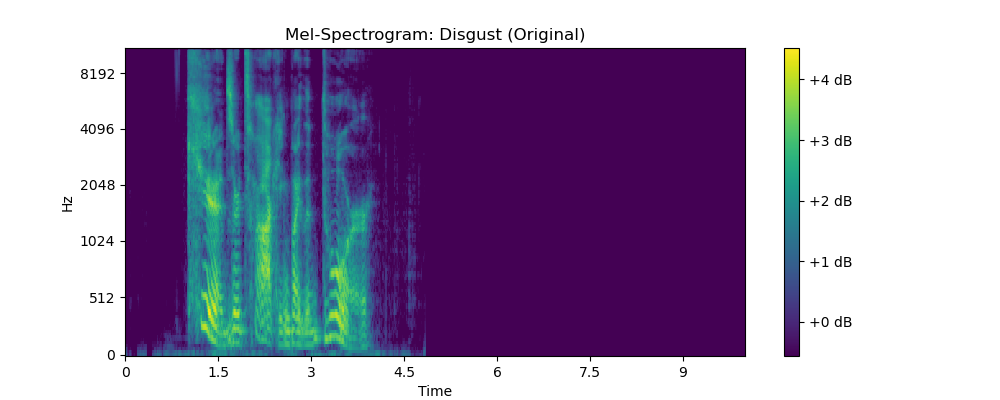 Mel-Spectrogram: Disgust (Original)
Hz
8192
4096
2048
1024
512
0
0 1.5 3 4.5 6 7.5 9
Time
+4 dB
+3 dB
+2 dB
+1 dB
+0 dB